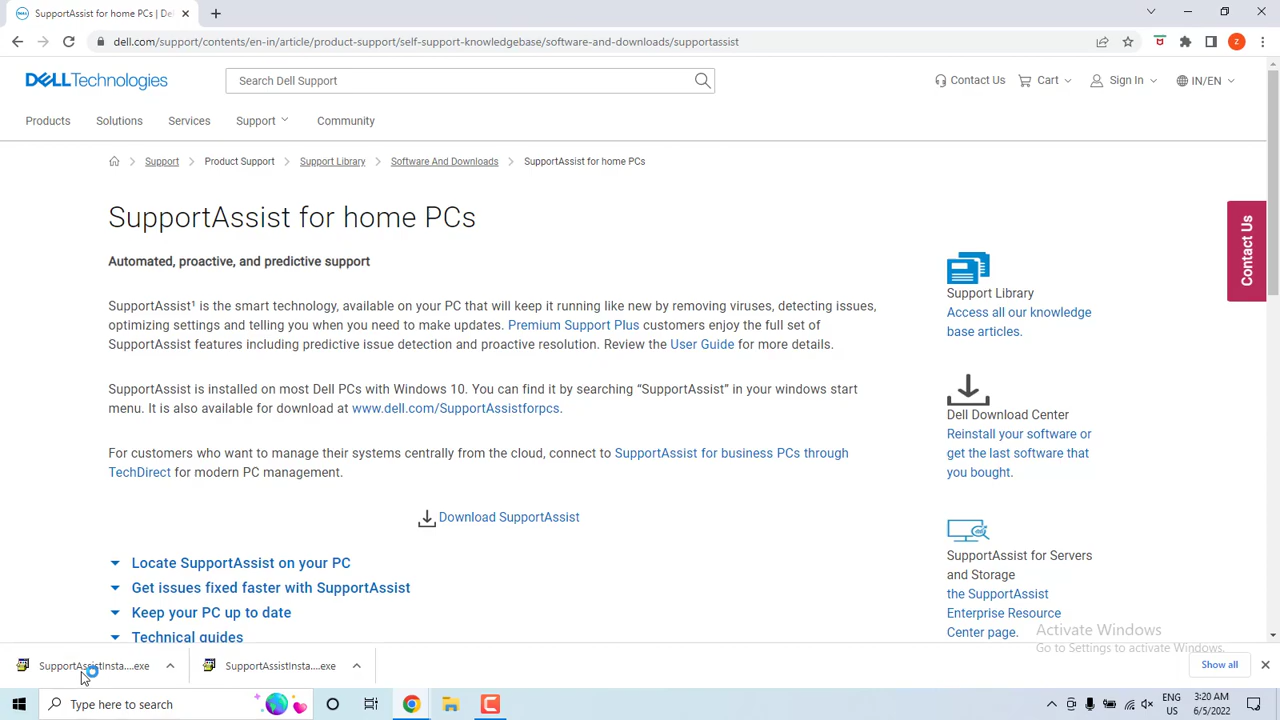 SupportAssist for home PCs | De
dell.com/support/contents/en-in/article/product-support/self-support-knowledgebase/software-and-downloads/supportassist
Z
DELLTechnologies
Search Dell Support
Contact Us
Cart
Sign In
IN/EN
Products
Solutions
Services
Support
Community
Support
Product Support
Support Library
Software And Downloads
SupportAssist for home PCs
SupportAssist for home PCs
Automated, proactive, and predictive support
SupportAssist¹ is the smart technology, available on your PC that will keep it running like new by removing viruses, detecting issues,
optimizing settings and telling you when you need to make updates. Premium Support Plus customers enjoy the full set of
SupportAssist features including predictive issue detection and proactive resolution. Review the User Guide for more details.
SupportAssist is installed on most Dell PCs with Windows 10. You can find it by searching “SupportAssist” in your windows start
menu. It is also available for download at www.dell.com/SupportAssistforpcs.
For customers who want to manage their systems centrally from the cloud, connect to SupportAssist for business PCs through
TechDirect for modern PC management.
Download SupportAssist
Locate SupportAssist on your PC
Get issues fixed faster with SupportAssist
Keep your PC up to date
Technical guides
Support Library
Access all our knowledge
base articles.
Dell Download Center
Reinstall your software or
get the last software that
you bought.
SupportAssist for Servers
and Storage
the SupportAssist
Enterprise Resource
Center page.
Contact Us
Activate Windows
Go to Settings to activate Windows.
SupportAssistInsta....exe
SupportAssistInsta....exe
Show all
Type here to search
ENG
US
3:20 AM
6/5/2022